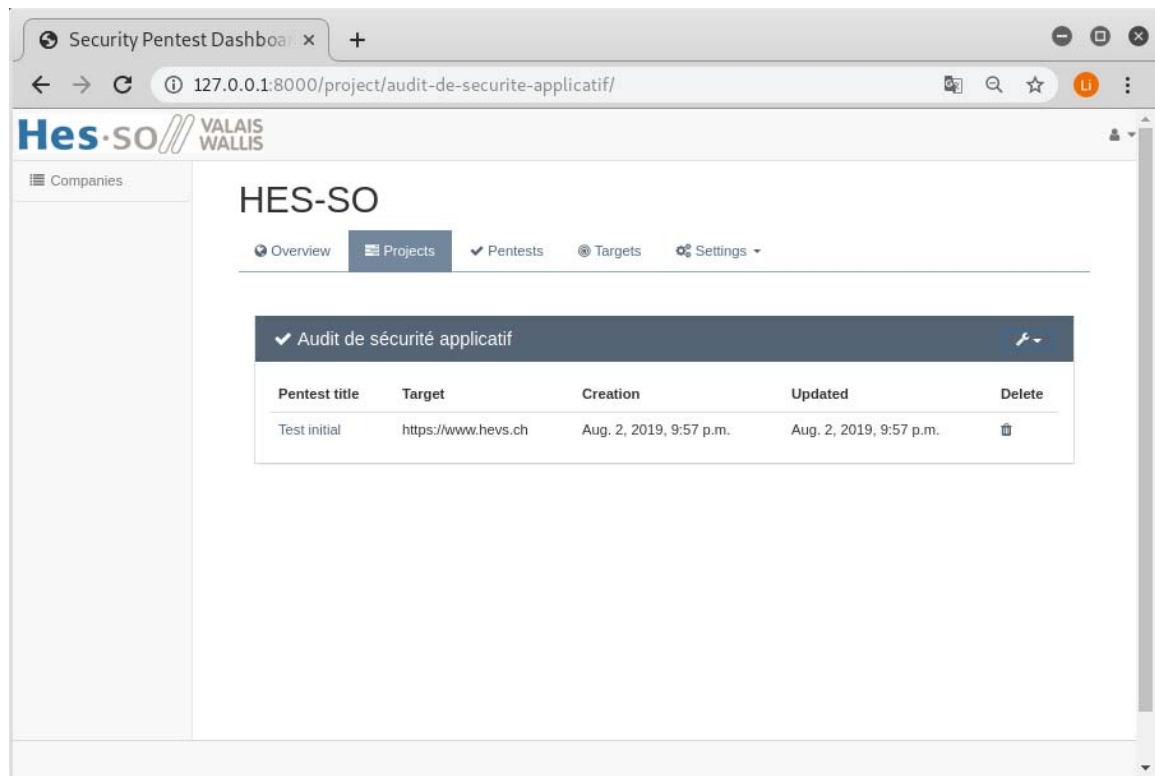 Security Pentest Dashboa
127.0.0.1:8000/project/audit-de-securite-applicatif/
Li
Hes·so VALAIS WALLIS
Companies
HES-SO
Overview Projects Pentests Targets Settings
Audit de sécurité applicatif
Pentest title Target Creation Updated Delete
Test initial https://www.hevs.ch Aug. 2, 2019, 9:57 p.m. Aug. 2, 2019, 9:57 p.m.